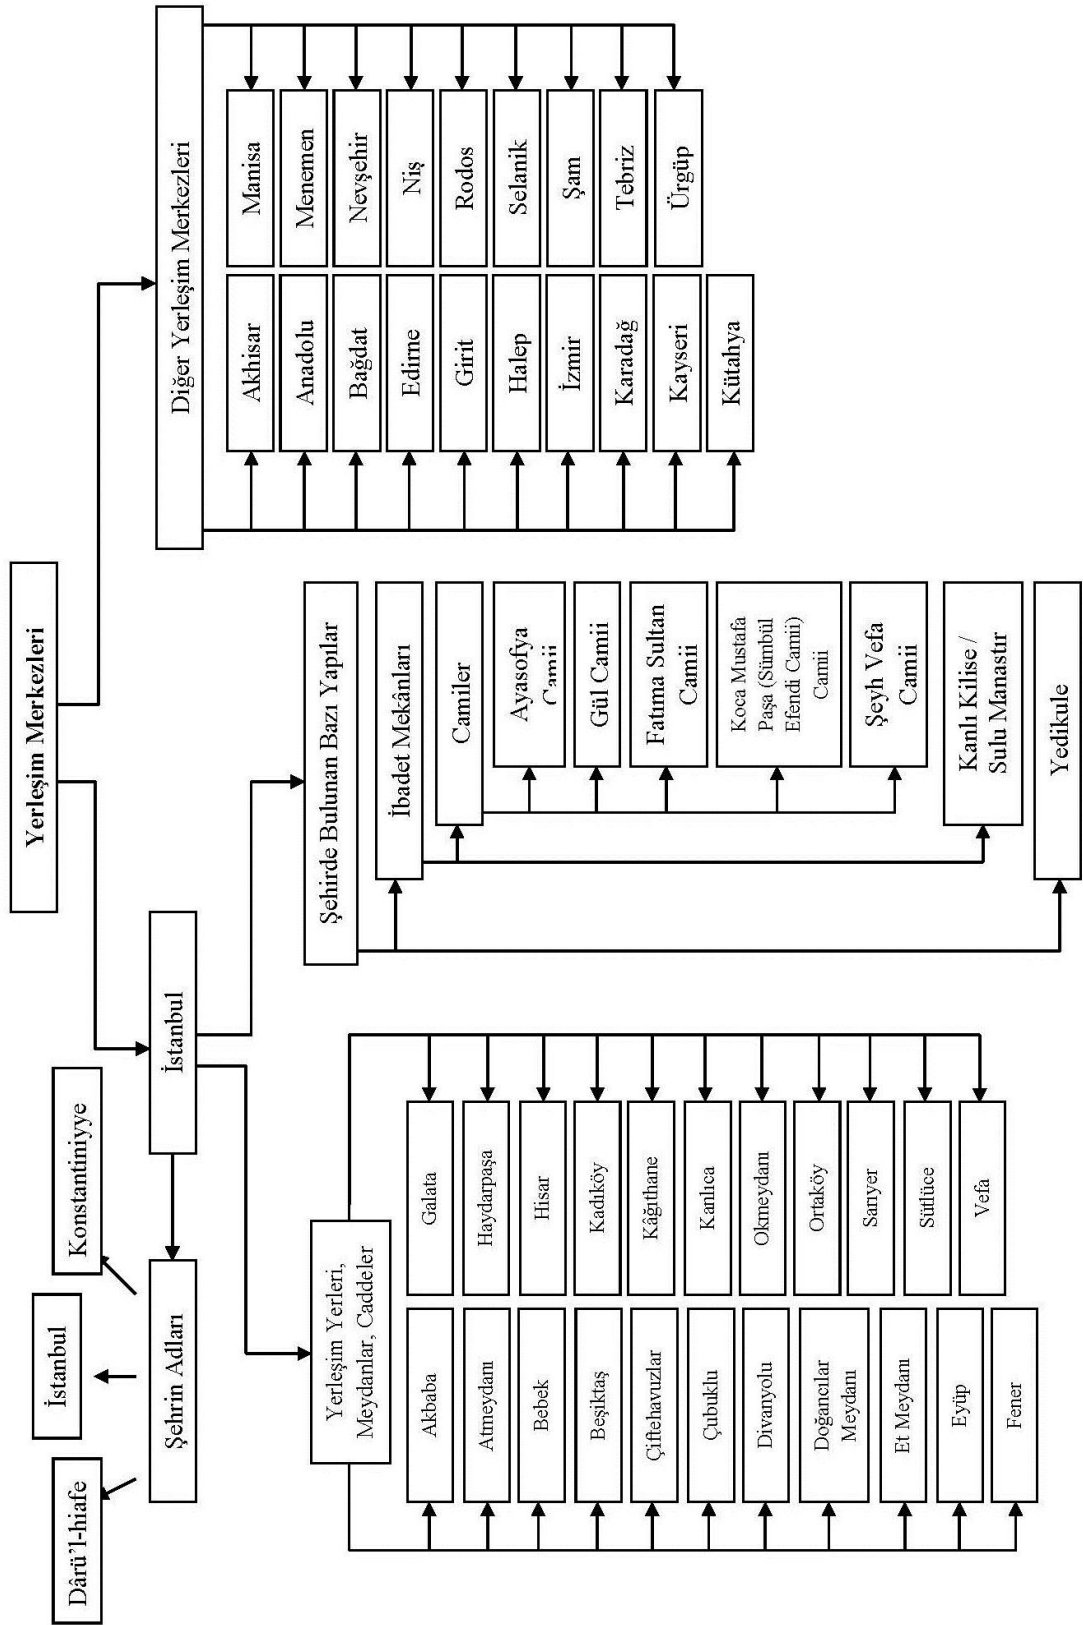 Yerleşim Merkezleri
Dârü'l-hiafe
İstanbul
Konstantiniyye
Şehrin Adları
İstanbul
Diğer Yerleşim Merkezleri
Yerleşim Yerleri,
Meydanlar, Caddeler
Akbaba
Atmeydanı
Bebek
Beşiktaş
Çiftehavuzlar
Çubuklu
Divanyolu
Doğancılar
Meydanı
Et Meydanı
Eyüp
Fener
Galata
Haydarpaşa
Hisar
Kadıköy
Kâğıthane
Kanlıca
Okmeydanı
Ortaköy
Sarıyer
Sütlüce
Vefa
Şehirde Bulunan Bazı Yapılar
İbadet Mekânları
Camiler
Ayasofya
Camii
Gül Camii
Fatıma Sultan
Camii
Koca Mustafa
Paşa (Sümbül
Efendi Camii)
Camii
Şeyh Vefa
Camii
Kanlı Kilise /
Sulu Manastır
Yedikule
Akhisar
Anadolu
Bağdat
Edirne
Girit
Halep
İzmir
Karadağ
Kayseri
Kütahya
Manisa
Menemen
Nevşehir
Niş
Rodos
Selanik
Şam
Tebriz
Ürgüp